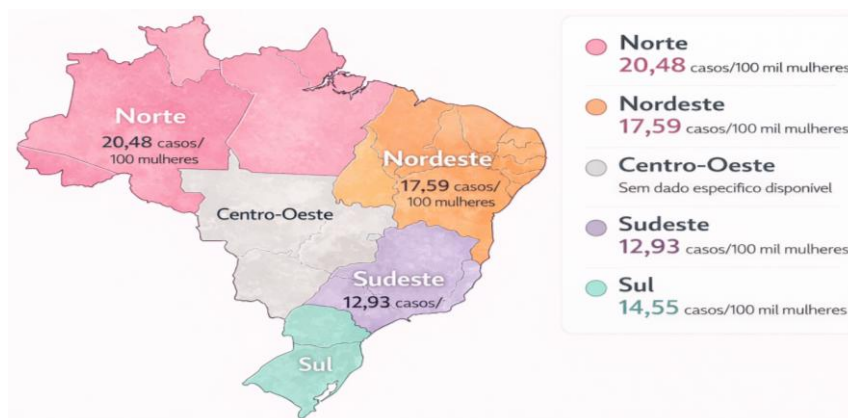 Norte
20,48 casos/
100 mulheres
Nordeste
17,59 casos/
100 mulheres
Centro-Oeste
Sudeste
12,93 casos/
Sul
Norte
20,48 casos/100 mil mulheres
Nordeste
17,59 casos/100 mil mulheres
Centro-Oeste
Sem dado especifico disponível
Sudeste
12,93 casos/100 mil mulheres
Sul
14,55 casos/100 mil mulheres